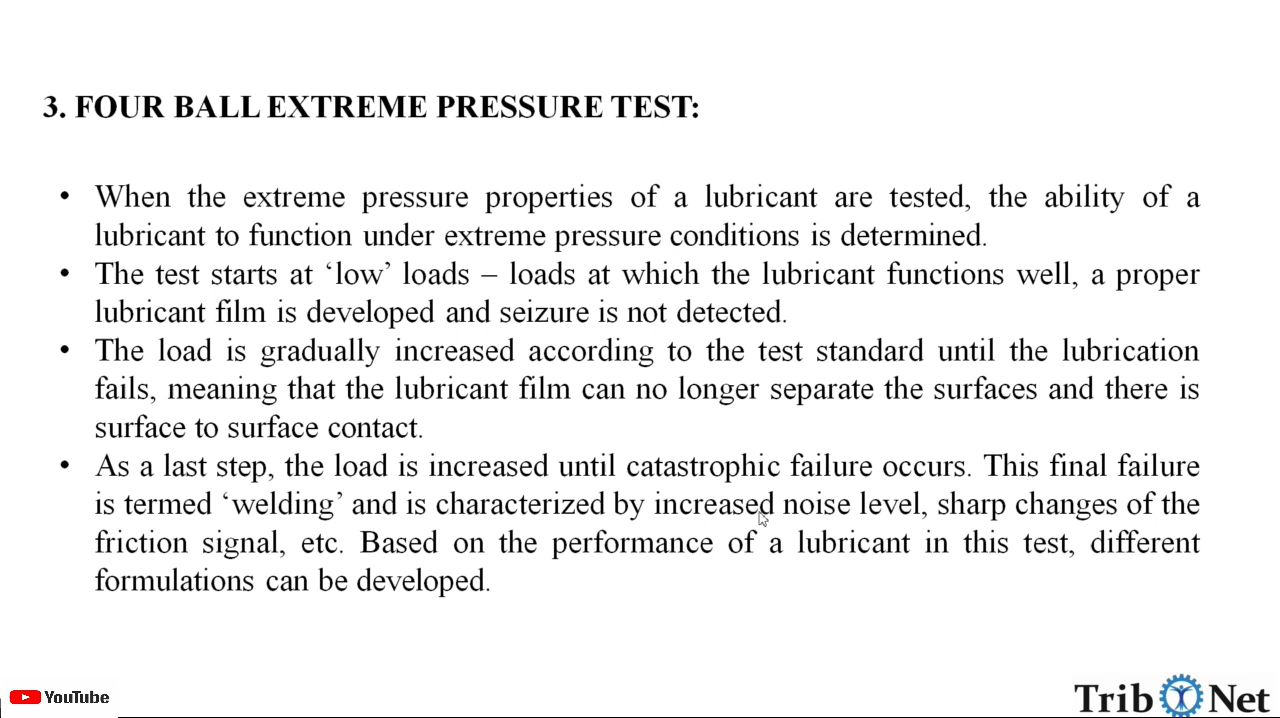 3. FOUR BALL EXTREME PRESSURE TEST:
• When the extreme pressure properties of a lubricant are tested, the ability of a
lubricant to function under extreme pressure conditions is determined.
• The test starts at ‘low’ loads – loads at which the lubricant functions well, a proper
lubricant film is developed and seizure is not detected.
• The load is gradually increased according to the test standard until the lubrication
fails, meaning that the lubricant film can no longer separate the surfaces and there is
surface to surface contact.
• As a last step, the load is increased until catastrophic failure occurs. This final failure
is termed ‘welding’ and is characterized by increased noise level, sharp changes of the
friction signal, etc. Based on the performance of a lubricant in this test, different
formulations can be developed.
YouTube
Trib Net